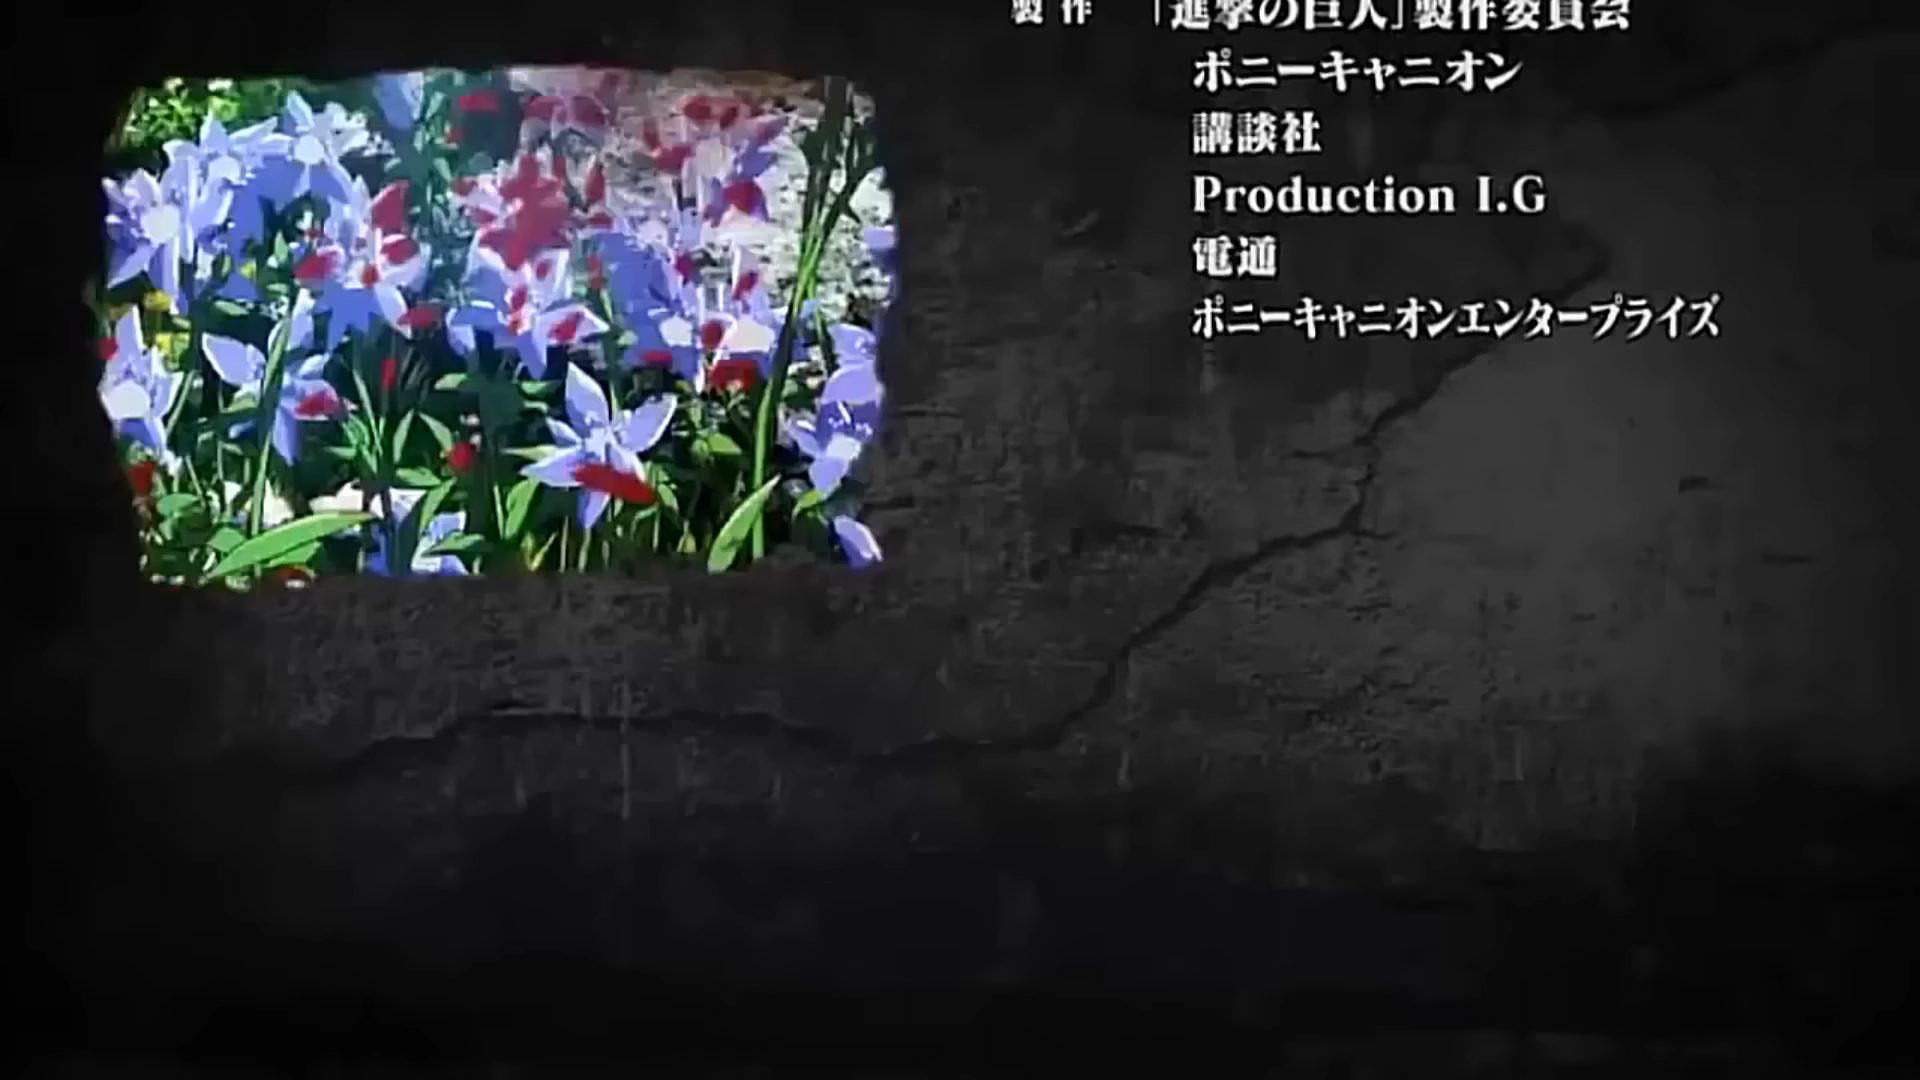 製作 「進撃の巨人」製作委員会
ポニーキャニオン
講談社
Production I.G
電通
ポニーキャニオンエンタープライズ